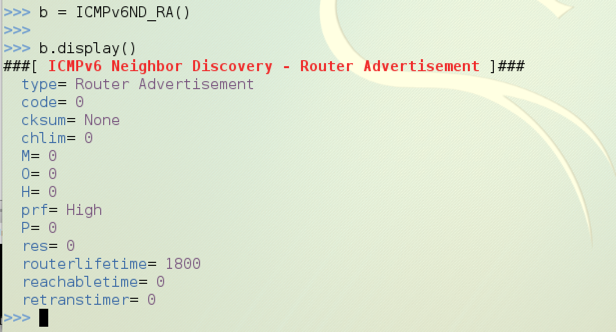 >>> b = ICMPv6ND_RA()
>>>
>>> b.display()
###[ ICMPv6 Neighbor Discovery - Router Advertisement ]###
  type= Router Advertisement
  code= 0
  cksum= None
  chlim= 0
  M= 0
  O= 0
  H= 0
  prf= High
  P= 0
  res= 0
  routerlifetime= 1800
  reachabletime= 0
  retranstimer= 0
>>>